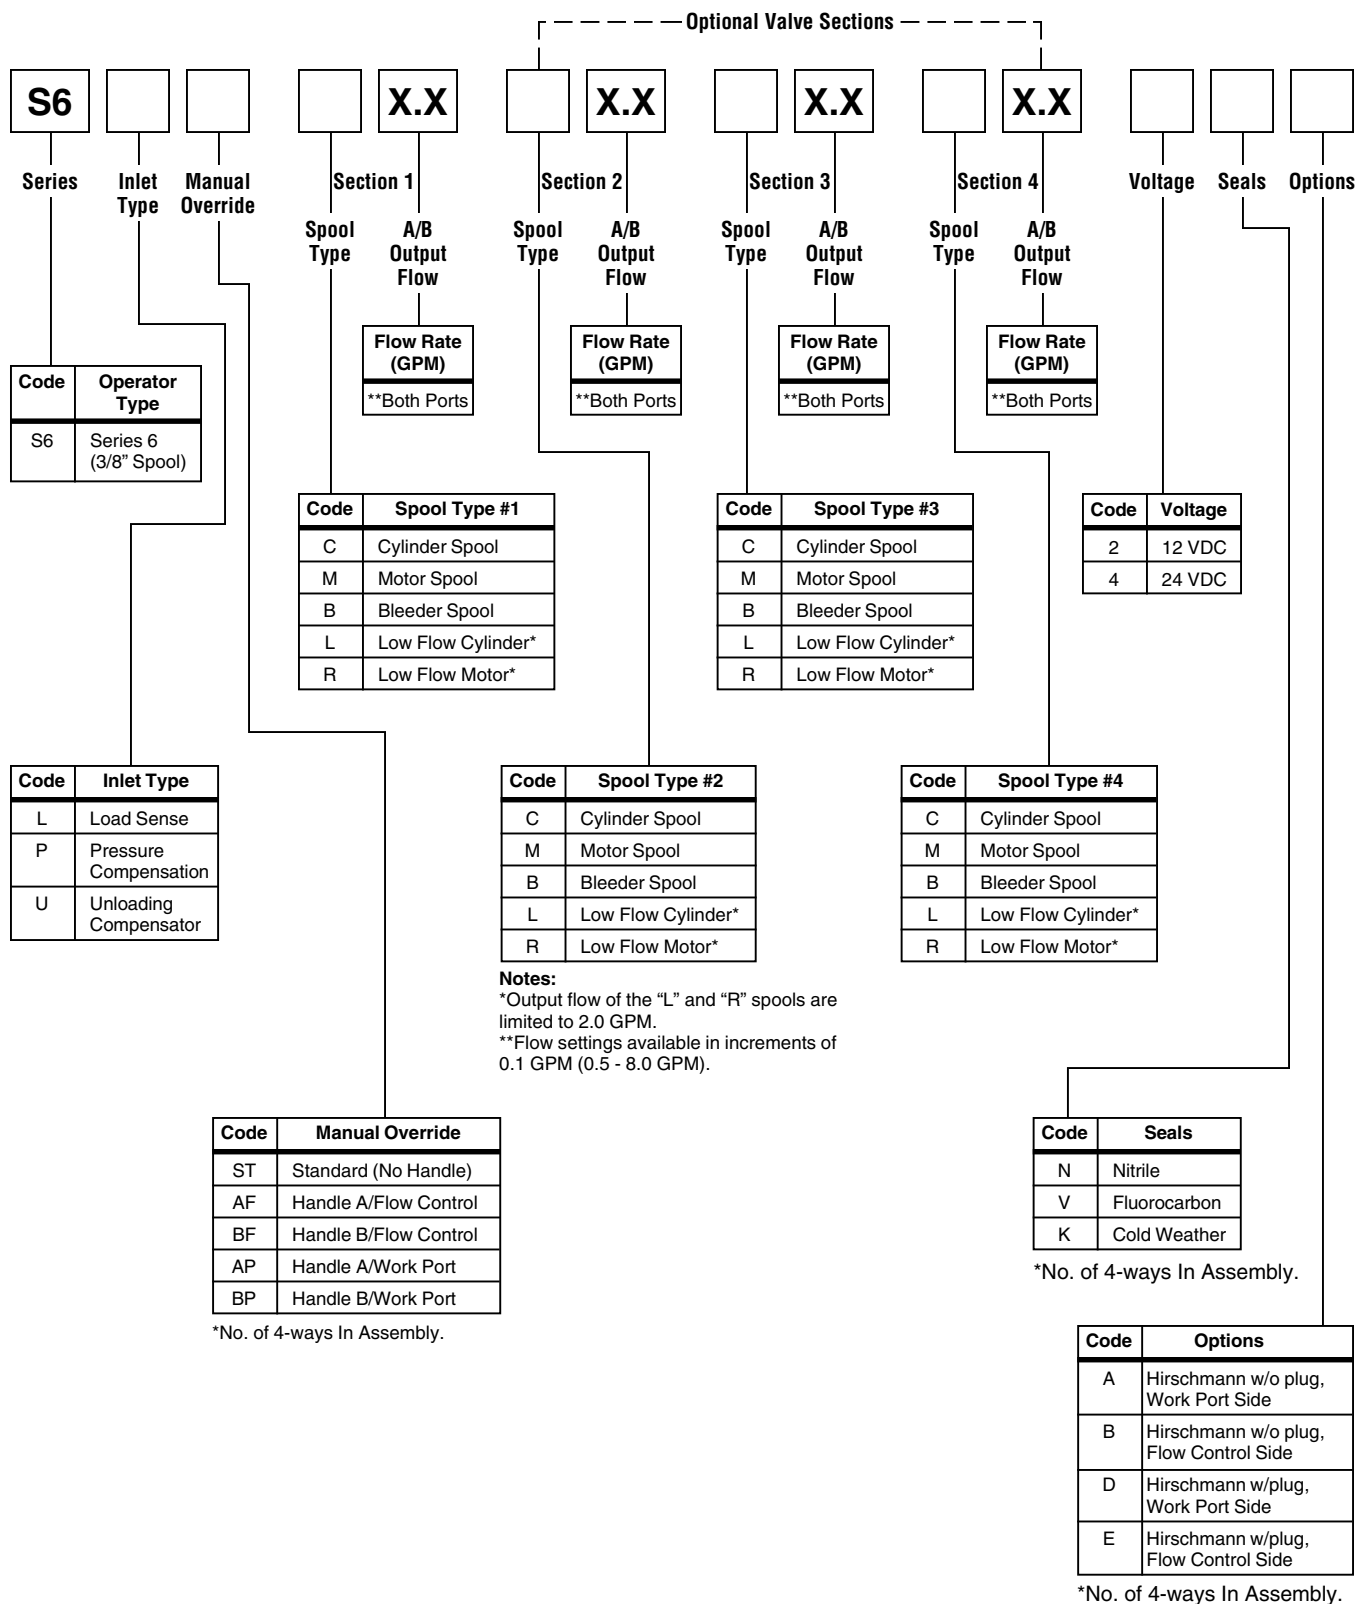 Optional Valve Sections
S6 X.X X.X X.X X.X
Series
Inlet
Type
Manual
Override
Section 1
Section 2
Section 3
Section 4
Voltage
Seals
Options
Spool
Type
A/B
Output
Flow
Spool
Type
A/B
Output
Flow
Spool
Type
A/B
Output
Flow
Spool
Type
A/B
Output
Flow
Flow Rate
(GPM)
**Both Ports
Flow Rate
(GPM)
**Both Ports
Flow Rate
(GPM)
**Both Ports
Flow Rate
(GPM)
**Both Ports
Code Operator
Type
S6 Series 6
(3/8” Spool)
Code Spool Type #1
C Cylinder Spool
M Motor Spool
B Bleeder Spool
L Low Flow Cylinder*
R Low Flow Motor*
Code Spool Type #3
C Cylinder Spool
M Motor Spool
B Bleeder Spool
L Low Flow Cylinder*
R Low Flow Motor*
Code Voltage
2 12 VDC
4 24 VDC
Code Inlet Type
L Load Sense
P Pressure
Compensation
U Unloading
Compensator
Code Spool Type #2
C Cylinder Spool
M Motor Spool
B Bleeder Spool
L Low Flow Cylinder*
R Low Flow Motor*
Code Spool Type #4
C Cylinder Spool
M Motor Spool
B Bleeder Spool
L Low Flow Cylinder*
R Low Flow Motor*
Notes:
*Output flow of the “L” and “R” spools are
limited to 2.0 GPM.
**Flow settings available in increments of
0.1 GPM (0.5 - 8.0 GPM).
Code Manual Override
ST Standard (No Handle)
AF Handle A/Flow Control
BF Handle B/Flow Control
AP Handle A/Work Port
BP Handle B/Work Port
*No. of 4-ways In Assembly.
Code Seals
N Nitrile
V Fluorocarbon
K Cold Weather
*No. of 4-ways In Assembly.
Code Options
A Hirschmann w/o plug,
Work Port Side
B Hirschmann w/o plug,
Flow Control Side
D Hirschmann w/plug,
Work Port Side
E Hirschmann w/plug,
Flow Control Side
*No. of 4-ways In Assembly.